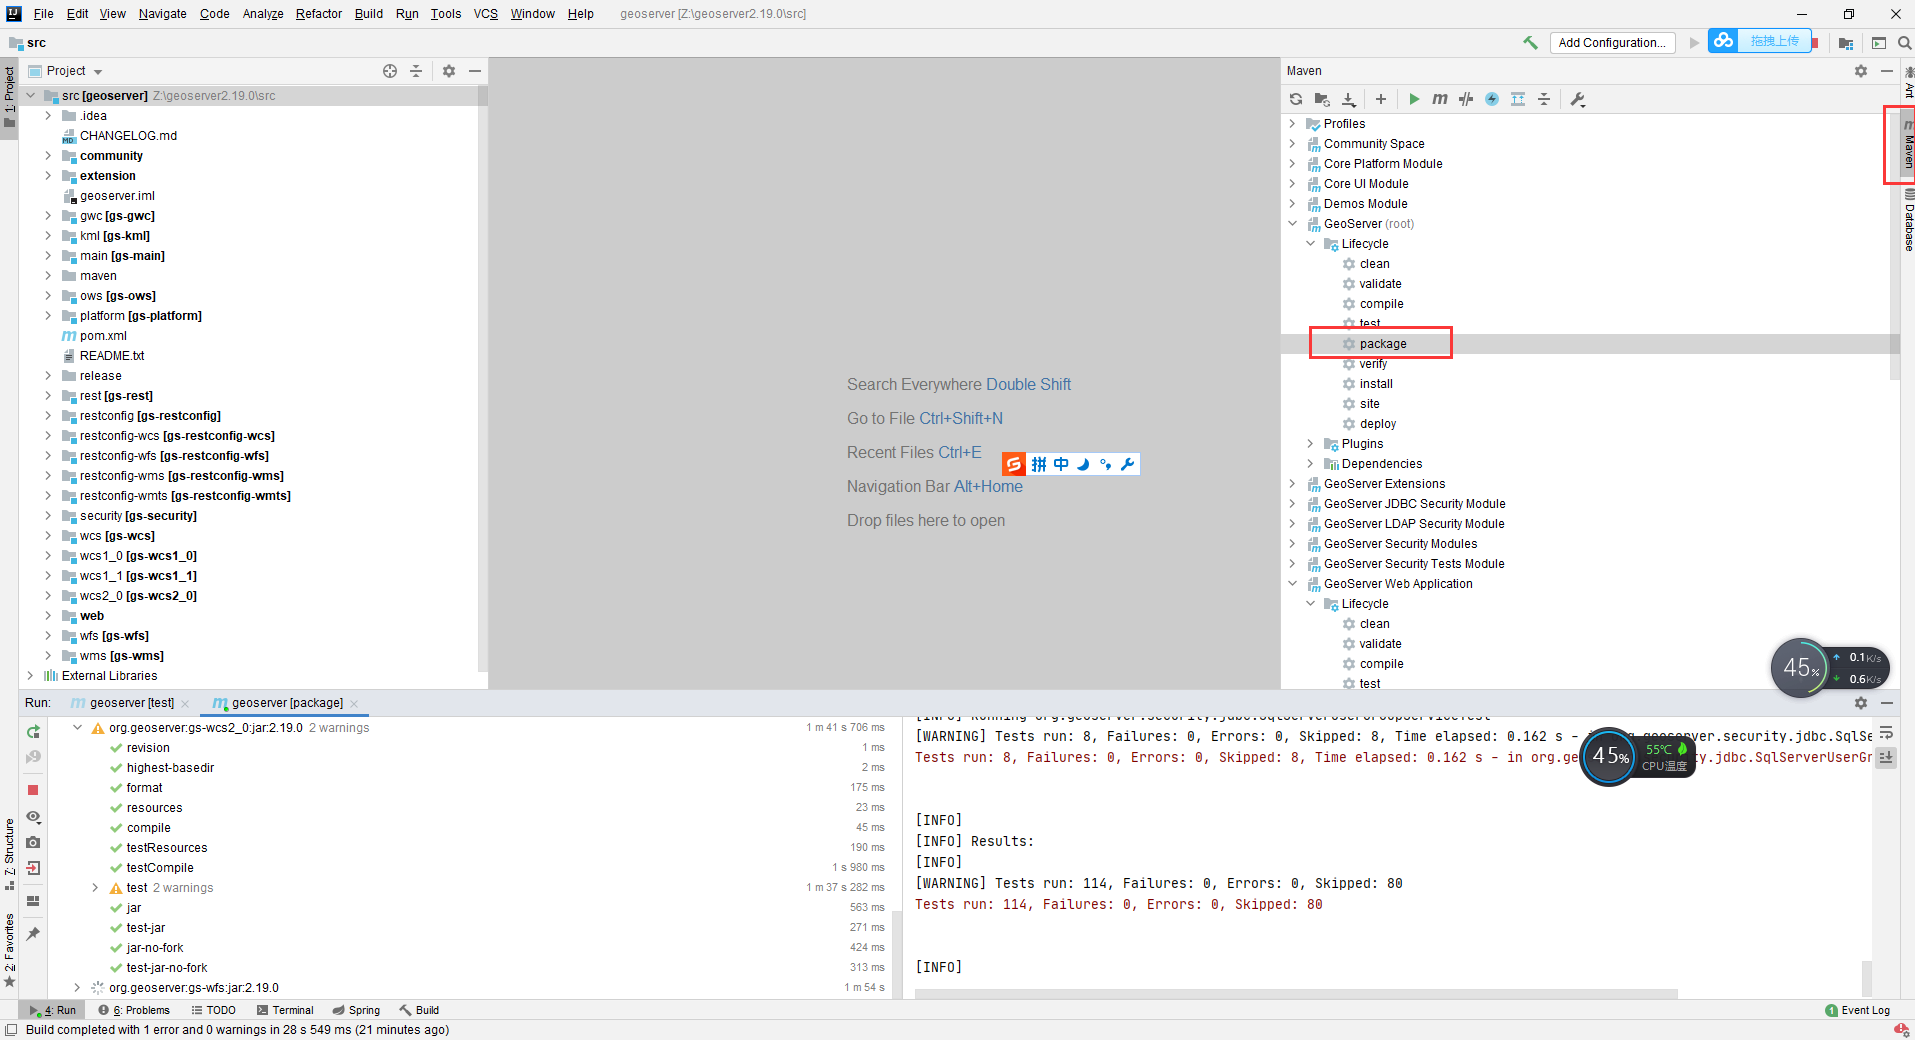 File Edit View Navigate Code Analyze Refactor Build Run Tools VCS Window Help geoserver [Z:\geoserver2.19.0\src]
src
Add Configuration...
拖拽上传
1: Project
Project
src [geoserver] Z:\geoserver2.19.0\src
.idea
CHANGELOG.md
community
extension
geoserver.iml
gwc [gs-gwc]
kml [gs-kml]
main [gs-main]
maven
ows [gs-ows]
platform [gs-platform]
pom.xml
README.txt
release
rest [gs-rest]
restconfig [gs-restconfig]
restconfig-wcs [gs-restconfig-wcs]
restconfig-wfs [gs-restconfig-wfs]
restconfig-wms [gs-restconfig-wms]
restconfig-wmts [gs-restconfig-wmts]
security [gs-security]
wcs [gs-wcs]
wcs1_0 [gs-wcs1_0]
wcs1_1 [gs-wcs1_1]
wcs2_0 [gs-wcs2_0]
web
wfs [gs-wfs]
wms [gs-wms]
External Libraries
Search Everywhere Double Shift
Go to File Ctrl+Shift+N
Recent Files Ctrl+E
Navigation Bar Alt+Home
Drop files here to open
拼 中
Maven
Profiles
Community Space
Core Platform Module
Core UI Module
Demos Module
GeoServer (root)
Lifecycle
clean
validate
compile
test
package
verify
install
site
deploy
Plugins
Dependencies
GeoServer Extensions
GeoServer JDBC Security Module
GeoServer LDAP Security Module
GeoServer Security Modules
GeoServer Security Tests Module
GeoServer Web Application
Lifecycle
clean
validate
compile
test
Ant
Maven
Database
45%
0.1K/s
0.6K/s
Run: geoserver [test] geoserver [package]
org.geoserver:gs-wcs2_0:jar:2.19.0 2 warnings 1 m 41 s 706 ms
revision 1 ms
highest-basedir 2 ms
format 175 ms
resources 23 ms
compile 45 ms
testResources 190 ms
testCompile 1 s 980 ms
test 2 warnings 1 m 37 s 282 ms
jar 563 ms
test-jar 271 ms
jar-no-fork 424 ms
test-jar-no-fork 313 ms
org.geoserver:gs-wfs:jar:2.19.0 1 m 54 s
[INFO] Running org.geoserver.security.jdbc.SqlServerUserGroupServiceTest
[WARNING] Tests run: 8, Failures: 0, Errors: 0, Skipped: 8, Time elapsed: 0.162 s - in org.geoserver.security.jdbc.SqlSe
Tests run: 8, Failures: 0, Errors: 0, Skipped: 8, Time elapsed: 0.162 s - in org.ge ity.jdbc.SqlServerUserGr
[INFO]
[INFO] Results:
[INFO]
[WARNING] Tests run: 114, Failures: 0, Errors: 0, Skipped: 80
Tests run: 114, Failures: 0, Errors: 0, Skipped: 80
[INFO]
45%
55℃
CPU温度
7: Structure
2: Favorites
4: Run 6: Problems TODO Terminal Spring Build
1 Event Log
Build completed with 1 error and 0 warnings in 28 s 549 ms (21 minutes ago)